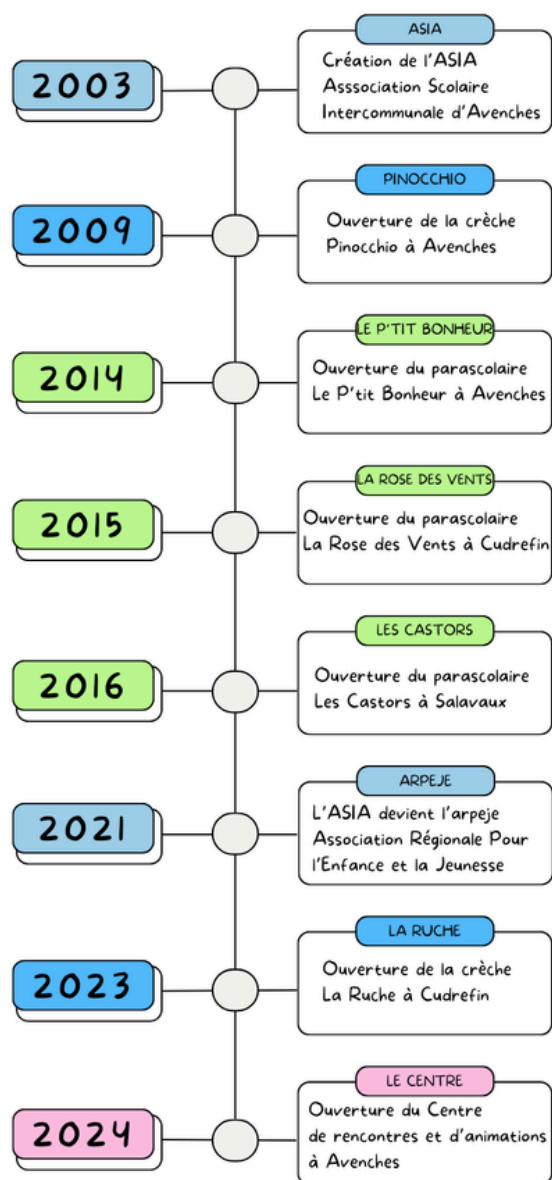 2003
ASIA
Création de l'ASIA
Asssociation Scolaire
Intercommunale d'Avenches
2009
PINOCCHIO
Ouverture de la crèche
Pinocchio à Avenches
2014
LE P'TIT BONHEUR
Ouverture du parascolaire
Le P'tit Bonheur à Avenches
2015
LA ROSE DES VENTS
Ouverture du parascolaire
La Rose des Vents à Cudrefin
2016
LES CASTORS
Ouverture du parascolaire
Les Castors à Salavaux
2021
ARPEJE
L'ASIA devient l'arpeje
Association Régionale Pour
l'Enfance et la Jeunesse
2023
LA RUCHE
Ouverture de la crèche
La Ruche à Cudrefin
2024
LE CENTRE
Ouverture du Centre
de rencontres et d'animations
à Avenches